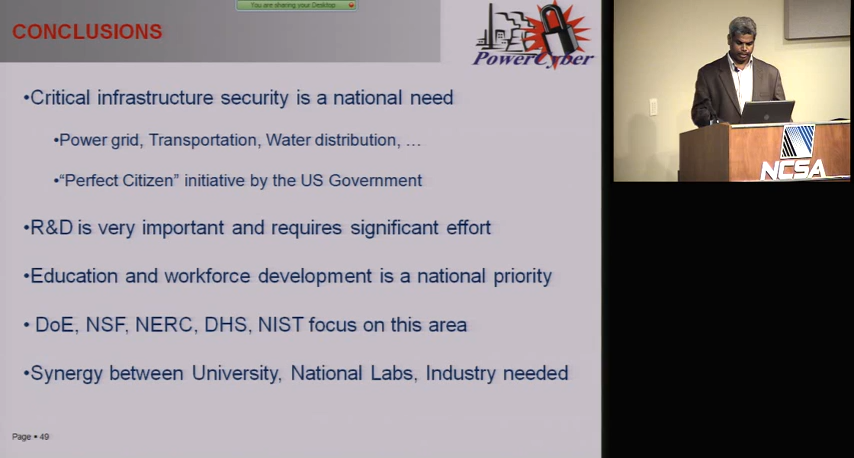 You are sharing your Desktop
CONCLUSIONS
PowerCyber
•Critical infrastructure security is a national need
•Power grid, Transportation, Water distribution, …
•“Perfect Citizen” initiative by the US Government
•R&D is very important and requires significant effort
•Education and workforce development is a national priority
• DoE, NSF, NERC, DHS, NIST focus on this area
•Synergy between University, National Labs, Industry needed
Page • 49
NCSA